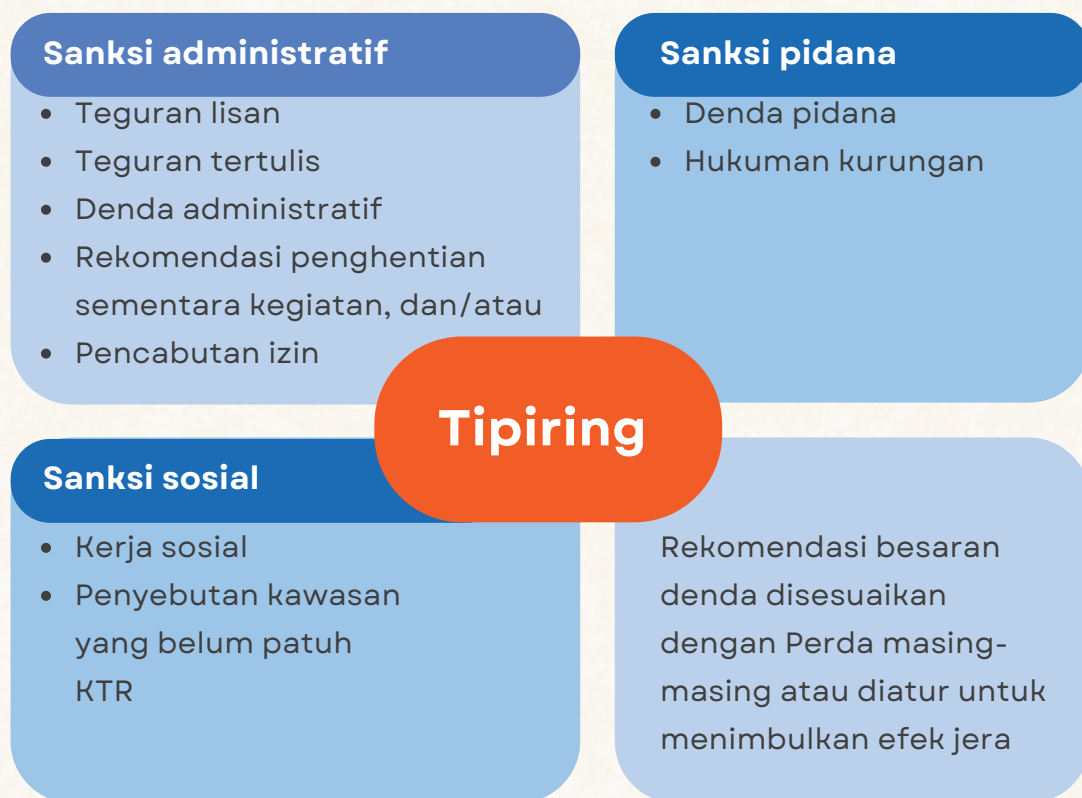 Sanksi administratif
• Teguran lisan
• Teguran tertulis
• Denda administratif
• Rekomendasi penghentian
sementara kegiatan, dan/atau
• Pencabutan izin
Sanksi pidana
• Denda pidana
• Hukuman kurungan
Tipiring
Sanksi sosial
• Kerja sosial
• Penyebutan kawasan
yang belum patuh
KTR
Rekomendasi besaran
denda disesuaikan
dengan Perda masing-
masing atau diatur untuk
menimbulkan efek jera